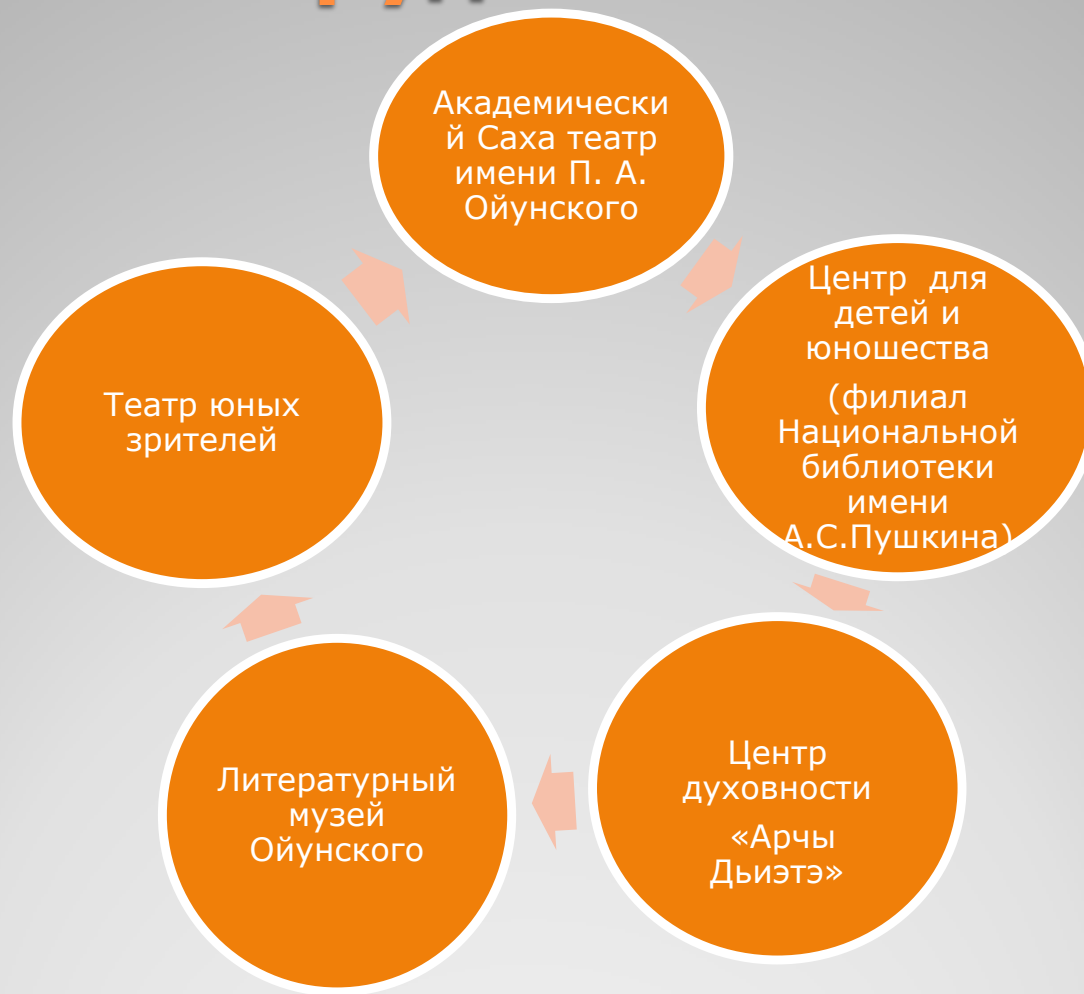 Академически
й Саха театр
имени П. А.
Ойунского
Центр для
детей и
юношества
(филиал
Национальной
библиотеки
имени
А.С.Пушкина)
Центр
духовности
«Арчы
Дьиэтэ»
Литературный
музей
Ойунского
Театр юных
зрителей